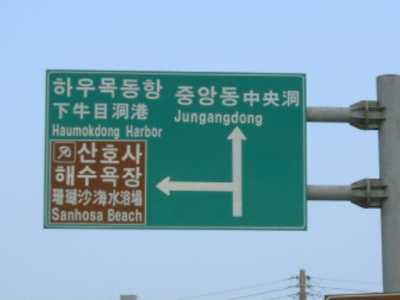 하우목동항
下牛目洞港
Haumokdong Harbor
중앙동中央洞
Jungangdong
산호사
해수욕장
珊瑚沙海水浴場
Sanhosa Beach